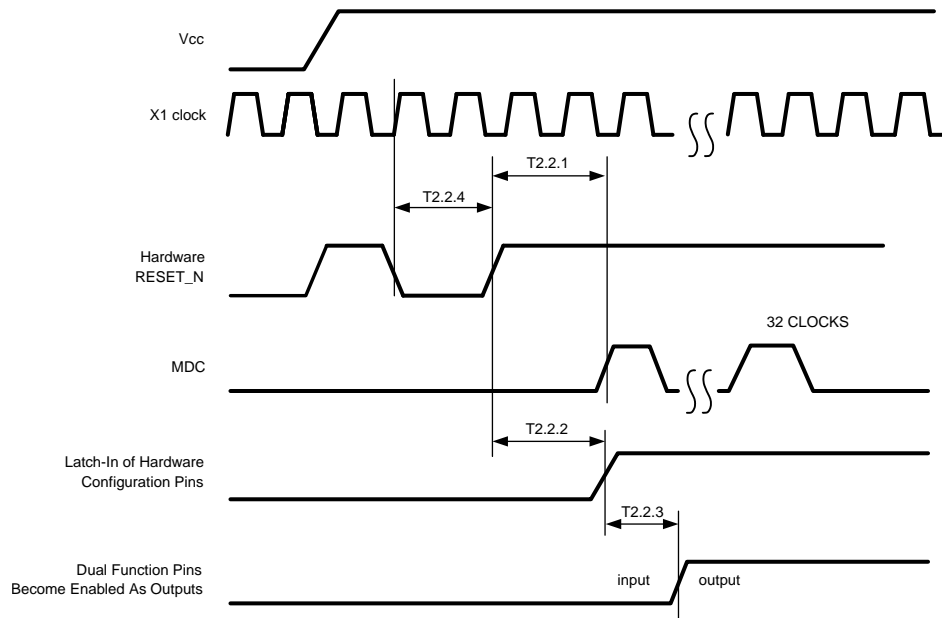 Vcc
X1 clock
T2.2.1
T2.2.4
Hardware
RESET_N
32 CLOCKS
MDC
T2.2.2
Latch-In of Hardware
Configuration Pins
T2.2.3
Dual Function Pins
Become Enabled As Outputs
input
output